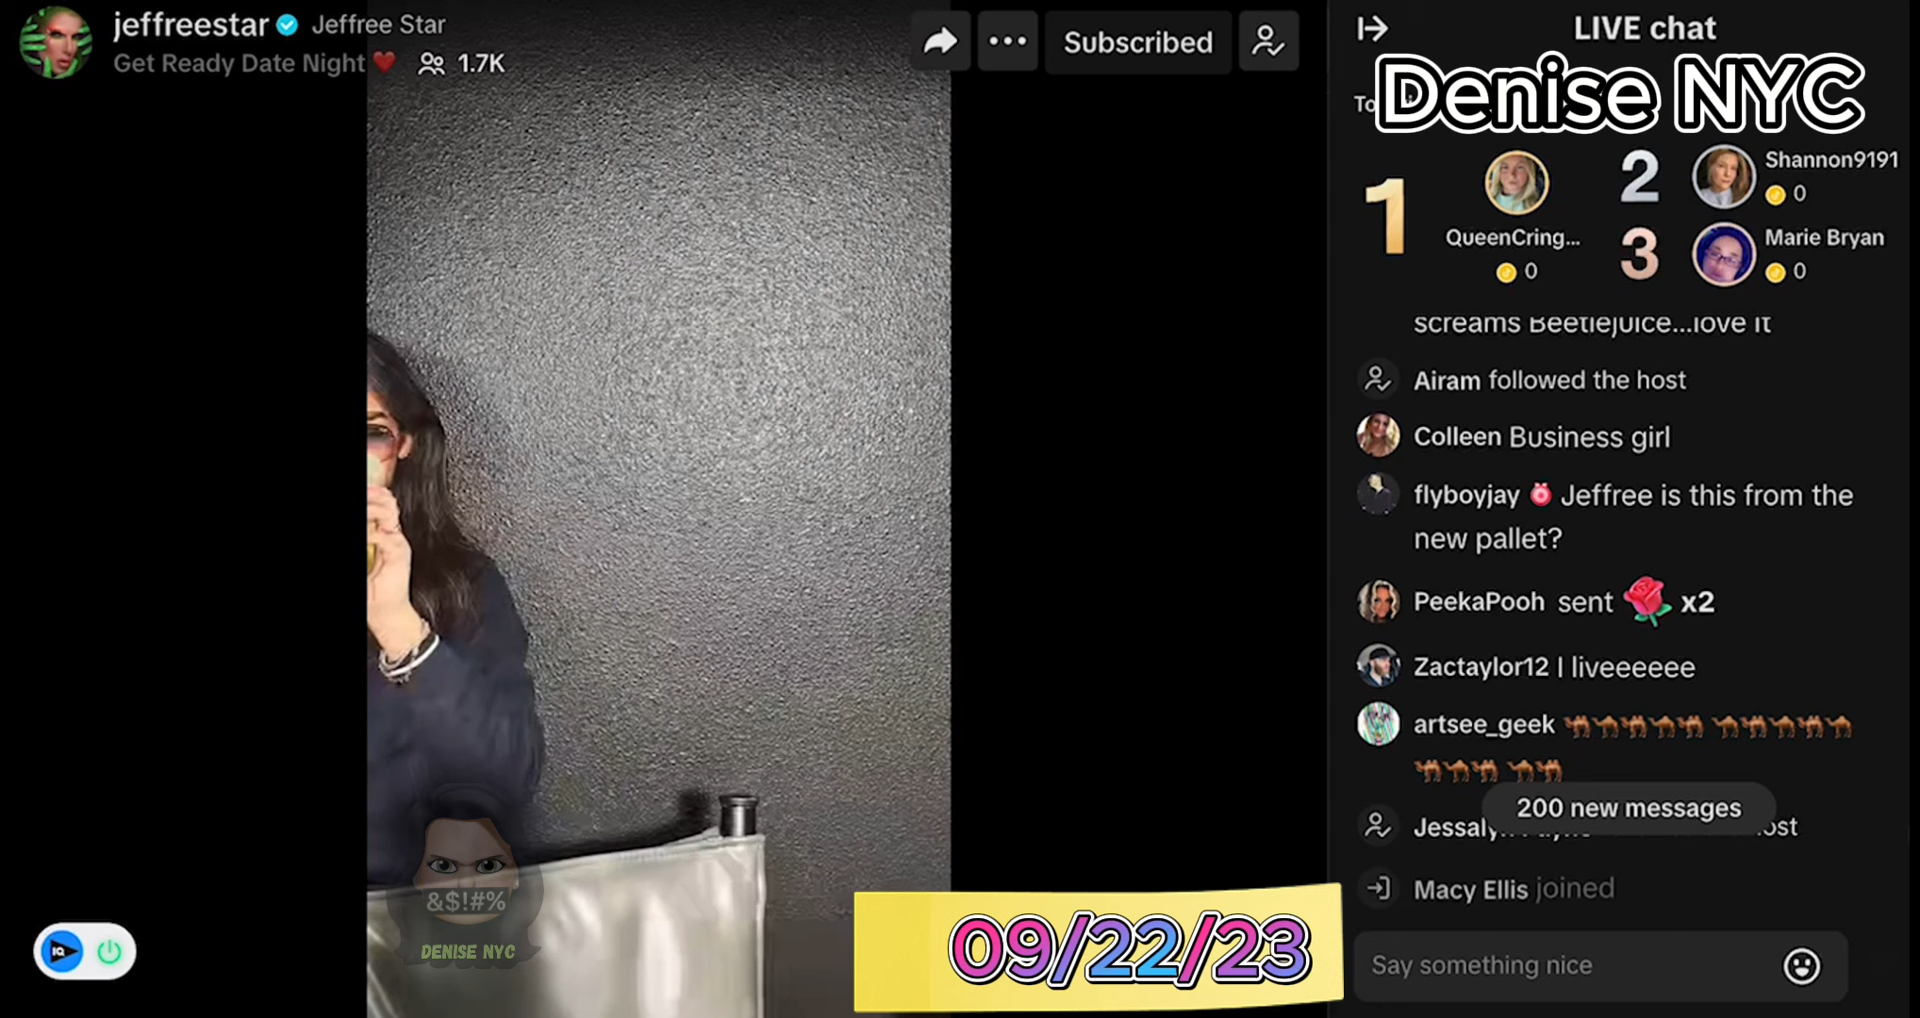 jeffreestar Jeffree Star
Get Ready Date Night 1.7K
Subscribed
LIVE chat
Denise NYC
1
QueenCring...
0
2
Shannon9191
0
3
Marie Bryan
0
screams Beetlejuice...love it
Airam followed the host
Colleen Business girl
flyboyjay Jeffree is this from the
new pallet?
PeekaPooh sent x2
Zactaylor12 I liveeeeee
artsee_geek
200 new messages
Macy Ellis joined
Say something nice
&$!#%
DENISE NYC
IQ
09/22/23